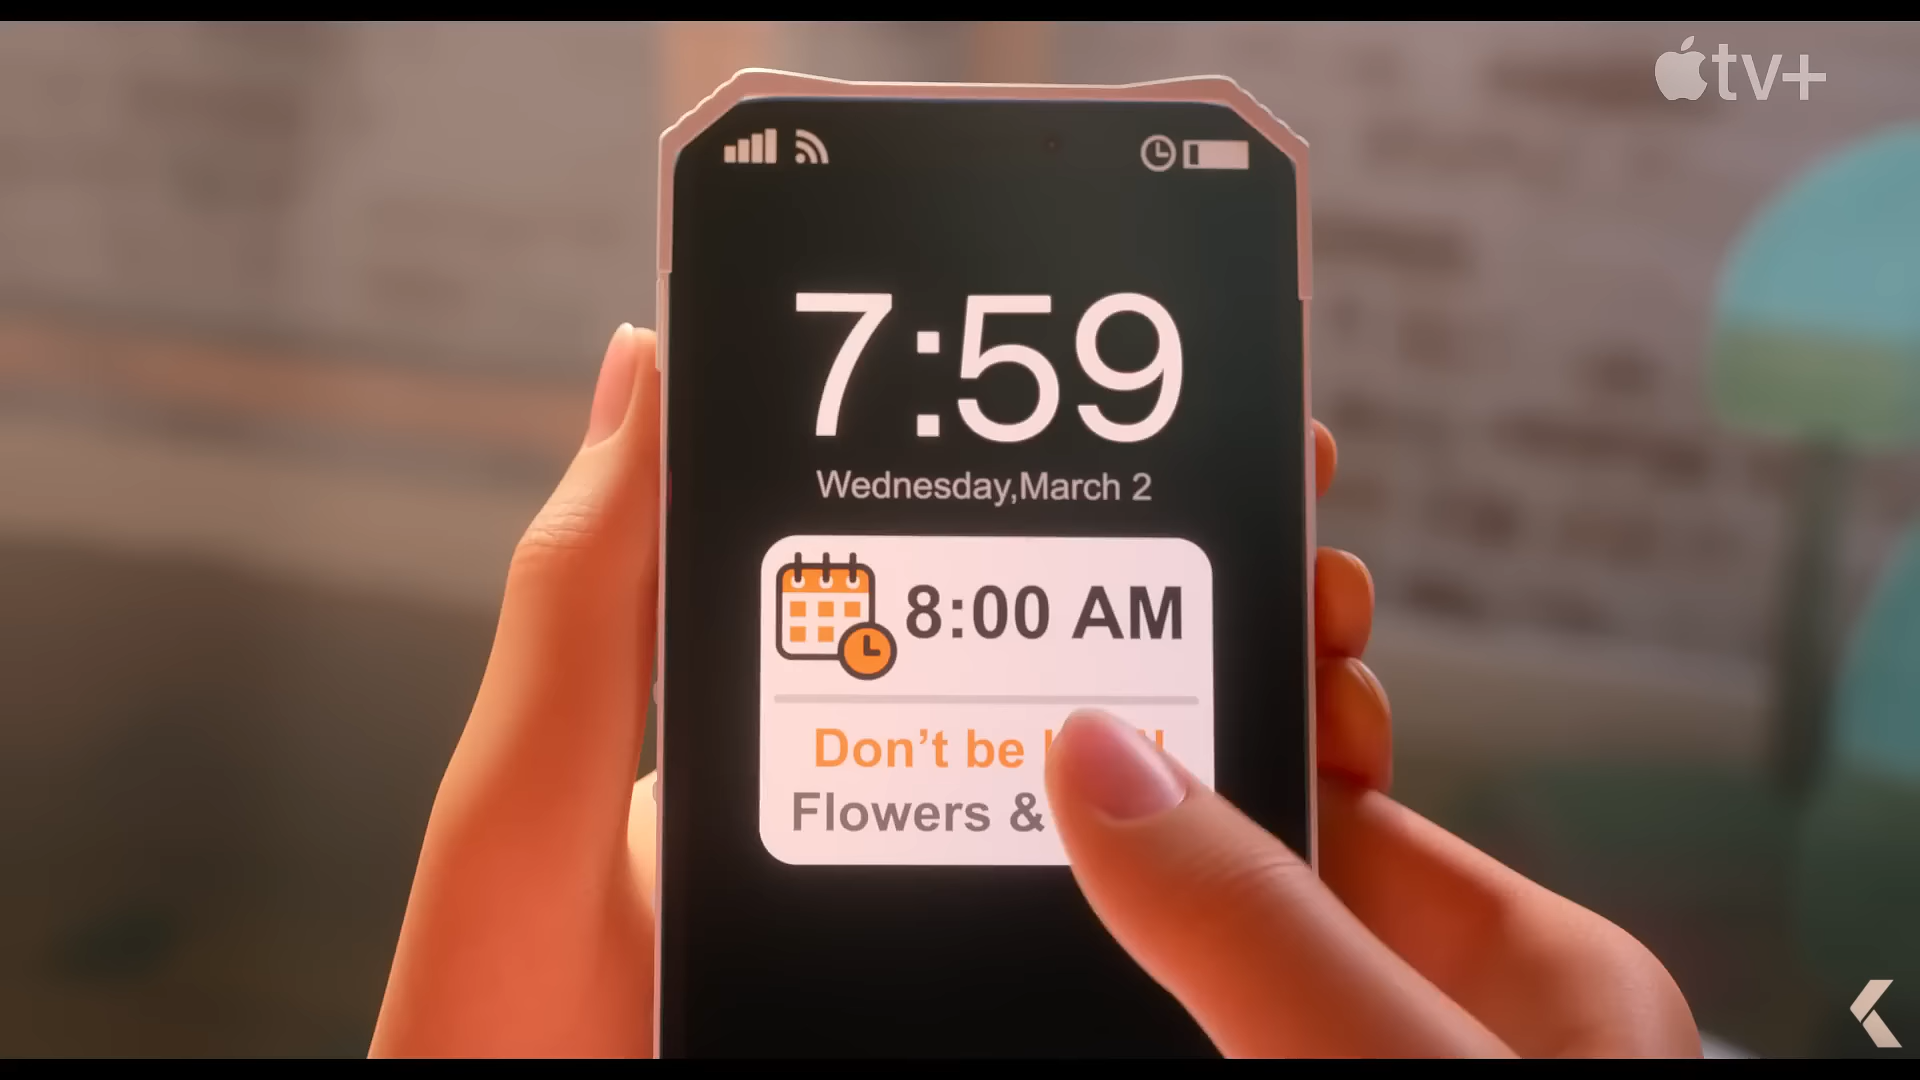 tv+
7:59
Wednesday,March 2
8:00 AM
Don't be
Flowers &